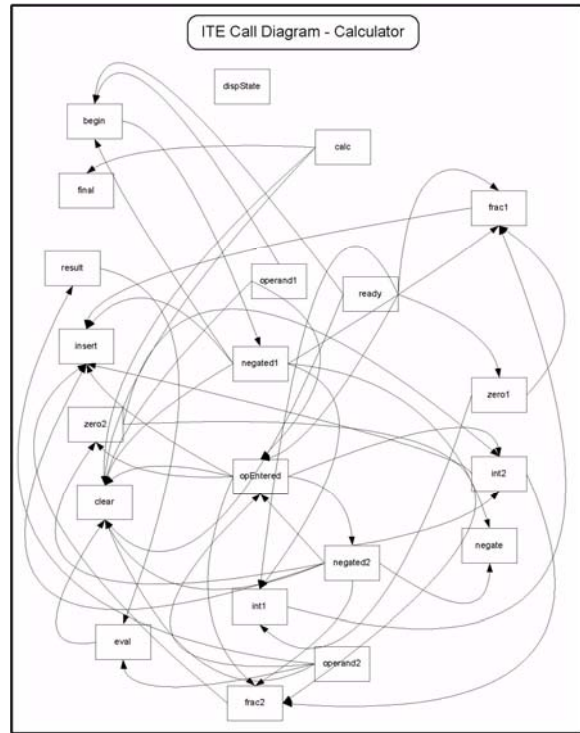 ITE Call Diagram - Calculator
dispState
begin
calc
final
frac1
result
operand1
ready
insert
negated1
zero1
zero2
opEntered
int2
clear
negate
negated2
int1
eval
operand2
frac2